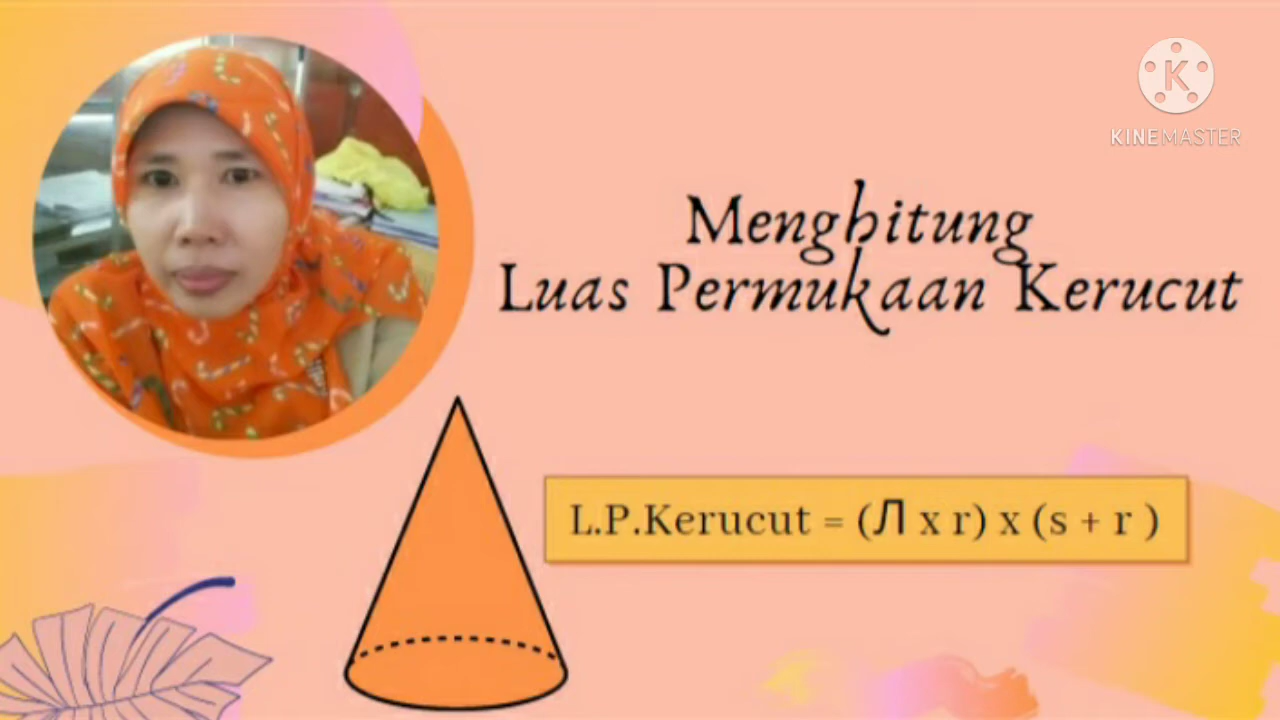 KINEMASTER
Menghitung
Luas Permukaan Kerucut
L.P.Kerucut = (Л x r) x (s + r )